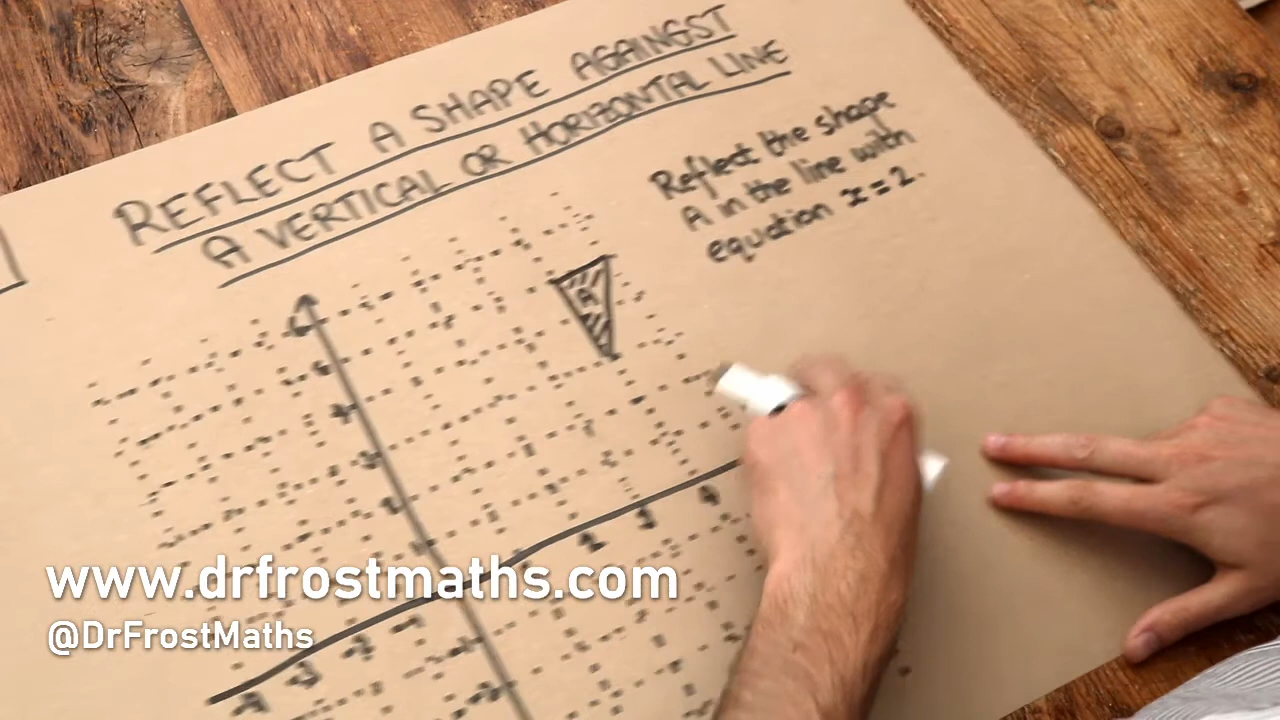 REFLECT A SHAPE AGAINGST
A VERTICAL OR HORIZONTAL LINE
Reflect the shape
A in the line with
equation x = 2.
A
www.drfrostmaths.com
@DrFrostMaths